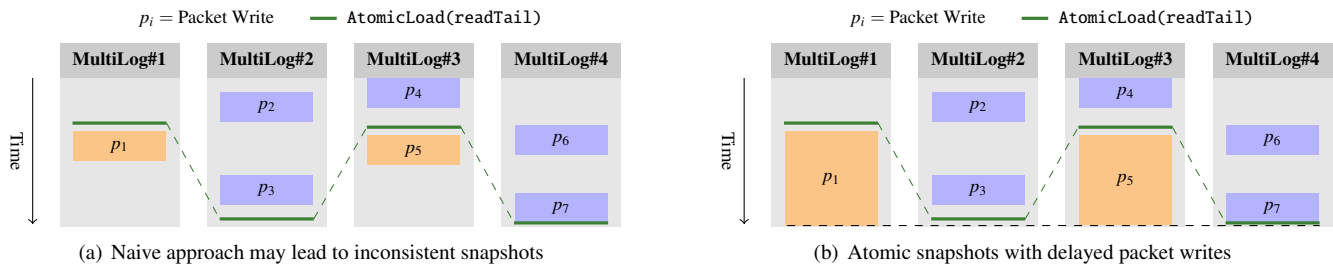 pᵢ = Packet Write AtomicLoad(readTail)
MultiLog#1 MultiLog#2 MultiLog#3 MultiLog#4
Time
p₄
p₂
p₁
p₅
p₆
p₃
p₇
(a) Naive approach may lead to inconsistent snapshots
pᵢ = Packet Write AtomicLoad(readTail)
MultiLog#1 MultiLog#2 MultiLog#3 MultiLog#4
Time
p₄
p₂
p₆
p₁
p₅
p₃
p₇
(b) Atomic snapshots with delayed packet writes